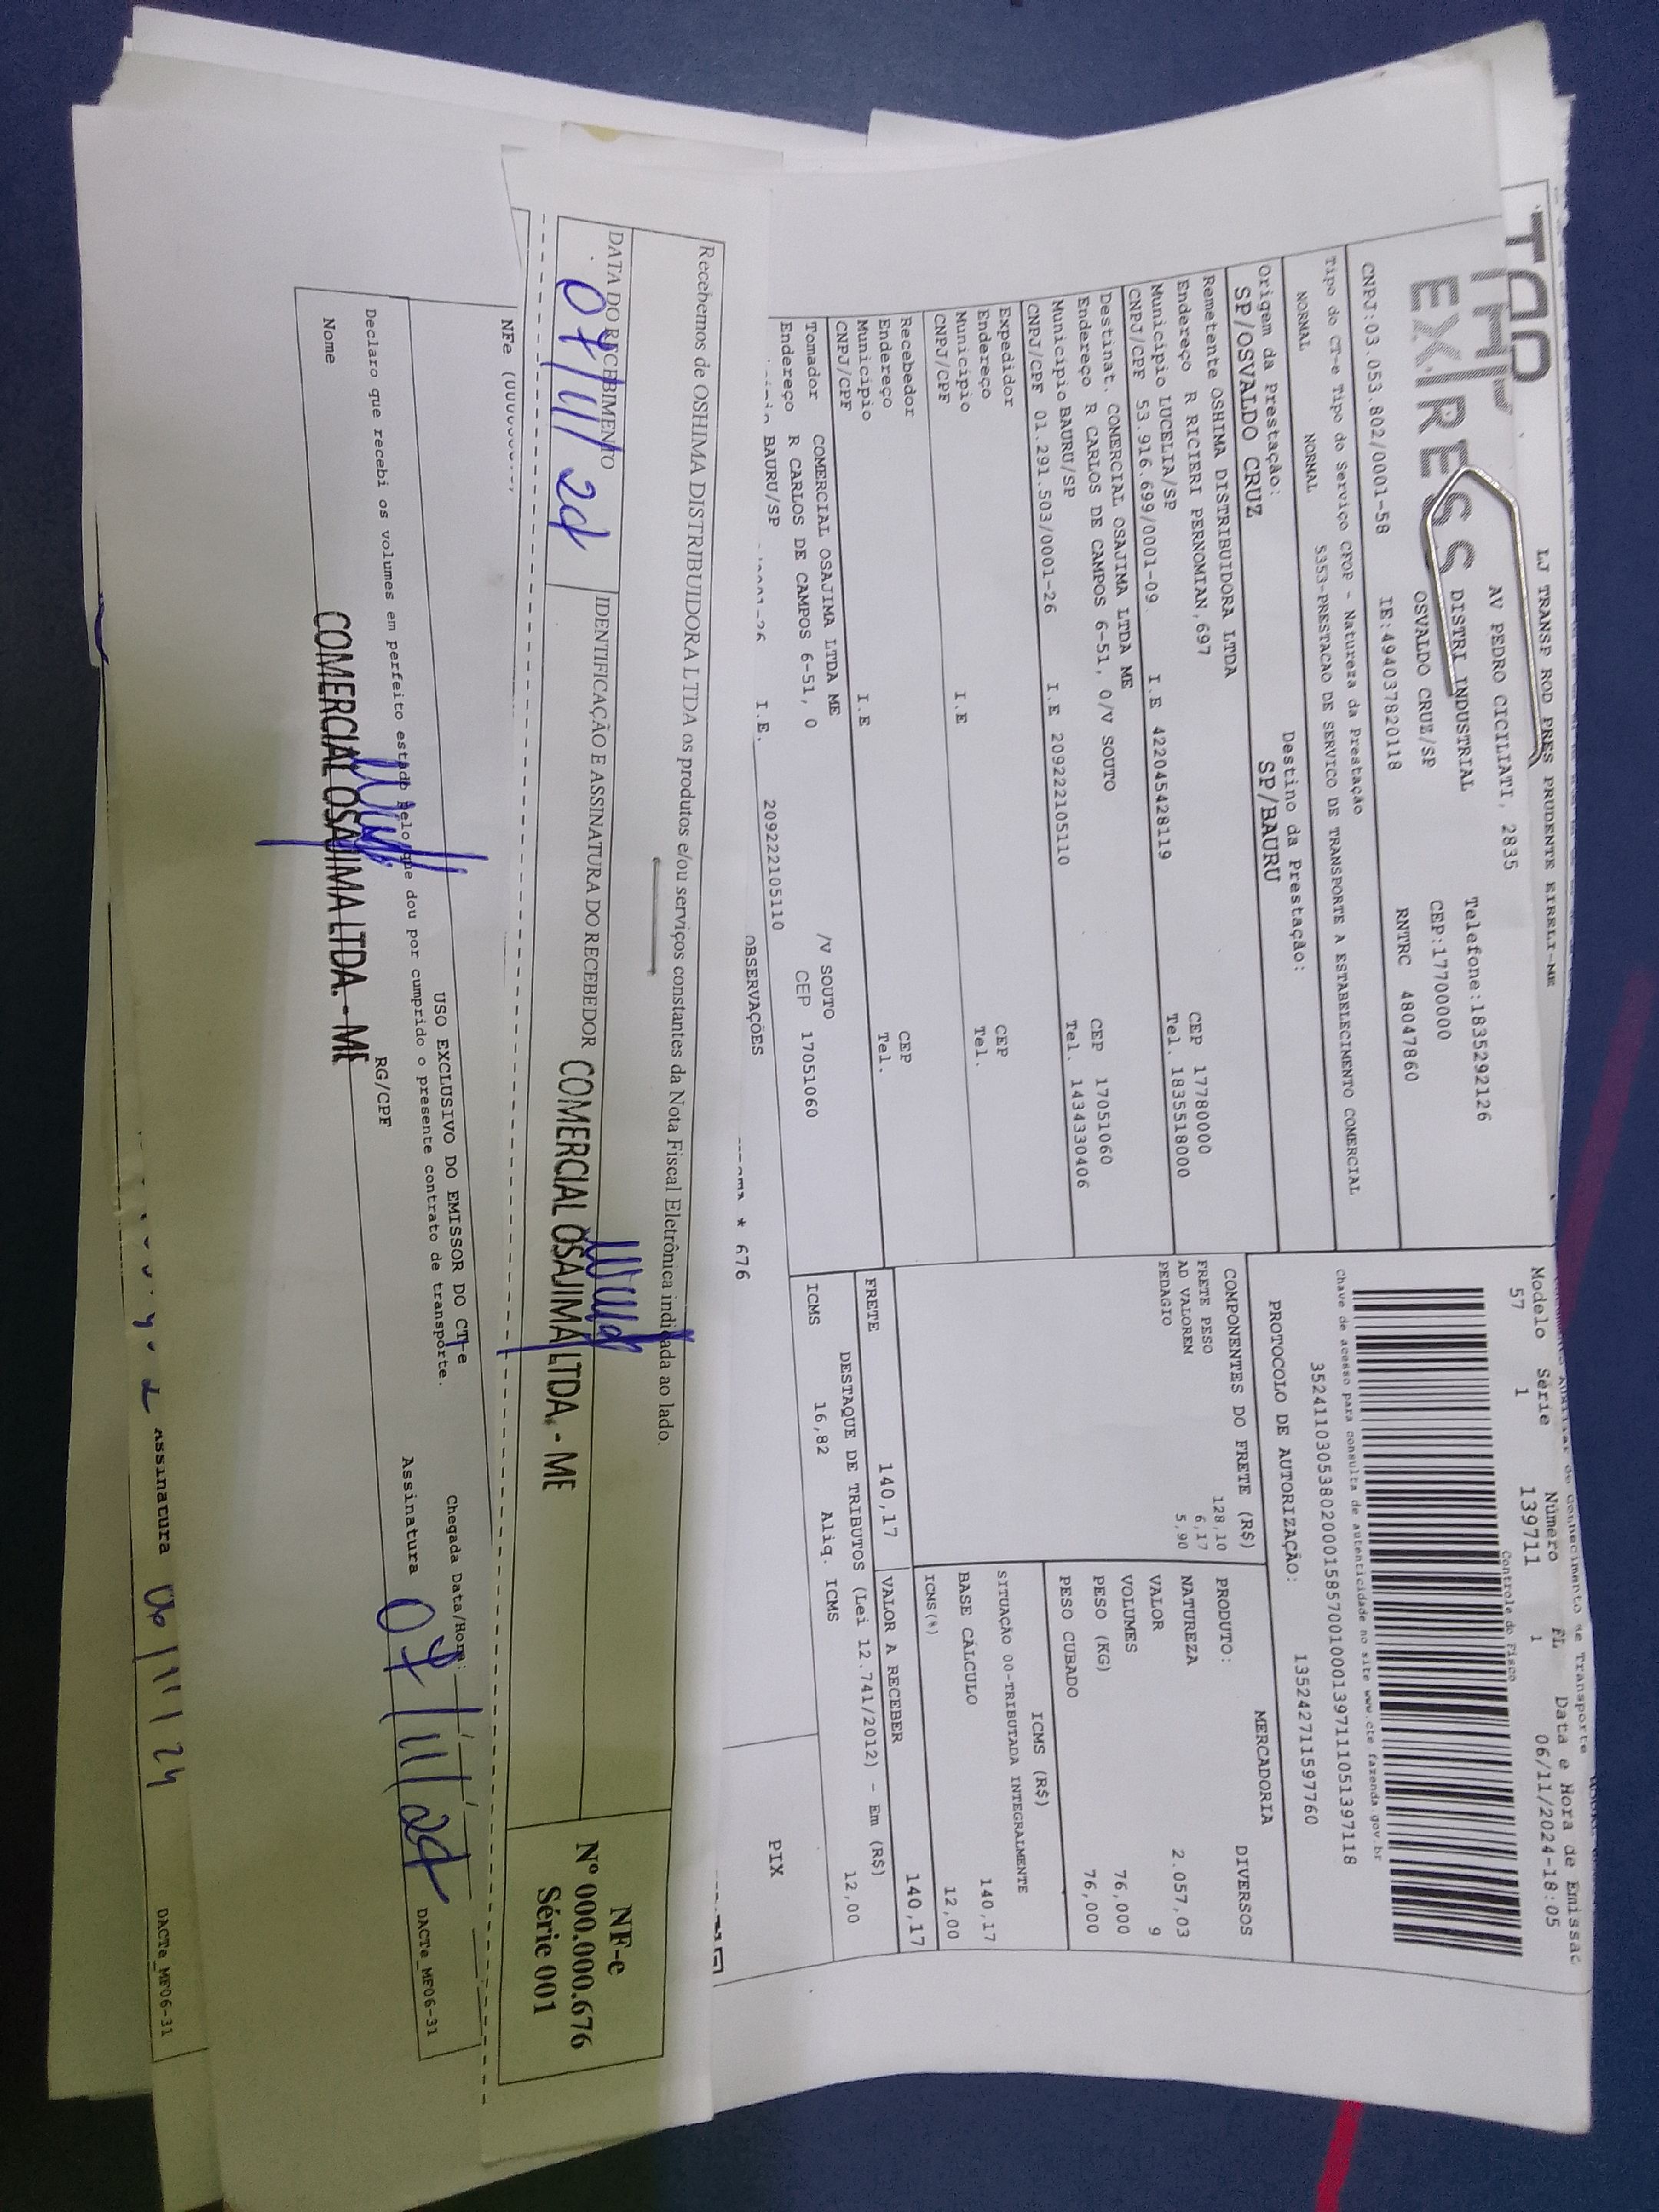 LJ TRANSP ROD PRES PRUDENTE EIRELI-ME
EXPRESS
AV PEDRO CICILIATI, 2835
DISTRI INDUSTRIAL
OSVALDO CRUZ/SP
Telefone:1835292126
CEP:17700000
CNPJ:03.053.802/0001-58 IE:494037820118 RNTRC 48047860
Tipo do CT-e Tipo do Serviço CFOP - Natureza da Prestação
NORMAL NORMAL 5353-PRESTACAO DE SERVICO DE TRANSPORTE A ESTABELECIMENTO COMERCIAL
Origem da Prestação: Destino da Prestação:
SP/OSVALDO CRUZ SP/BAURU
Remetente OSHIMA DISTRIBUIDORA LTDA
Endereço R RICIERI PERNOMIAN,697 CEP 17780000
Município LUCELIA/SP Tel. 1835518000
CNPJ/CPF 53.916.699/0001-09 I.E 422045428119
Destinat. COMERCIAL OSAJIMA LTDA ME
Endereço R CARLOS DE CAMPOS 6-51, 0/V SOUTO CEP 17051060
Município BAURU/SP Tel. 1434330406
CNPJ/CPF 01.291.503/0001-26 I.E 209222105110
Expedidor
Endereço CEP
Município Tel.
CNPJ/CPF I.E
Recebedor
Endereço CEP
Município Tel.
CNPJ/CPF I.E
Tomador COMERCIAL OSAJIMA LTDA ME
Endereço R CARLOS DE CAMPOS 6-51, 0 /V SOUTO
BAURU/SP CEP 17051060
I.E. 209222105110
OBSERVAÇÕES
* 676
de Transporte
Modelo Série Número FL Data e Hora de Emissão
57 1 139711 1 06/11/2024-18:05
Controle do Fisco
Chave de acesso para consulta de autenticidade no site www.cte.fazenda.gov.br
35241103053802000158570010001397111051397118
PROTOCOLO DE AUTORIZAÇÃO: 135242711597760
COMPONENTES DO FRETE (R$)
FRETE PESO 128,10
AD VALOREM 6,17
PEDAGIO 5,90
MERCADORIA
PRODUTO: DIVERSOS
NATUREZA
VALOR 2.057,03
VOLUMES 9
PESO (KG) 76,000
PESO CUBADO 76,000
ICMS (R$)
SITUAÇÃO 00-TRIBUTADA INTEGRALMENTE
BASE CÁLCULO 140,17
ICMS(%) 12,00
FRETE 140,17 VALOR A RECEBER 140,17
DESTAQUE DE TRIBUTOS (Lei 12.741/2012) - Em (R$)
ICMS 16,82 Aliq. ICMS 12,00
PIX
Recebemos de OSHIMA DISTRIBUIDORA LTDA os produtos e/ou serviços constantes da Nota Fiscal Eletrônica indicada ao lado.
DATA DO RECEBIMENTO IDENTIFICAÇÃO E ASSINATURA DO RECEBEDOR
07/11/24
COMERCIAL OSAJIMA LTDA. - ME
NF-e
Nº 000.000.676
Série 001
NFe
USO EXCLUSIVO DO EMISSOR DO CT-e
Declaro que recebi os volumes em perfeito estado pelo que dou por cumprido o presente contrato de transporte.
Chegada Data/Hora:
Nome RG/CPF Assinatura
COMERCIAL OSAJIMA LTDA. - ME
07/11/24
DACTe_MF06-31
Assinatura 06/11/24
DACTe_MF06-31